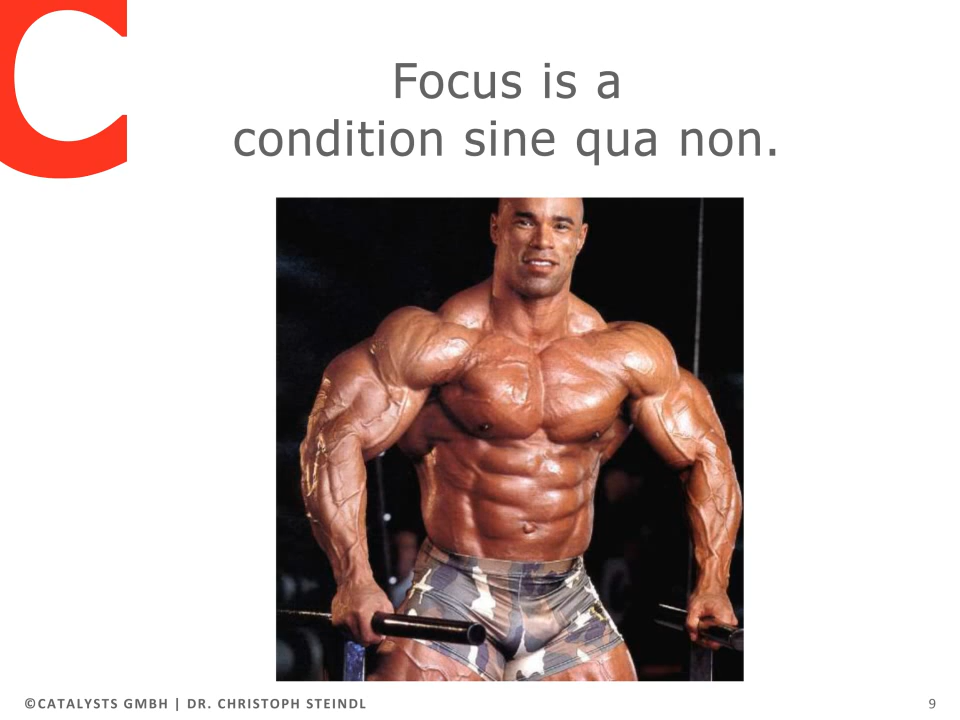 C
Focus is a
condition sine qua non.
©CATALYSTS GMBH | DR. CHRISTOPH STEINDL
9